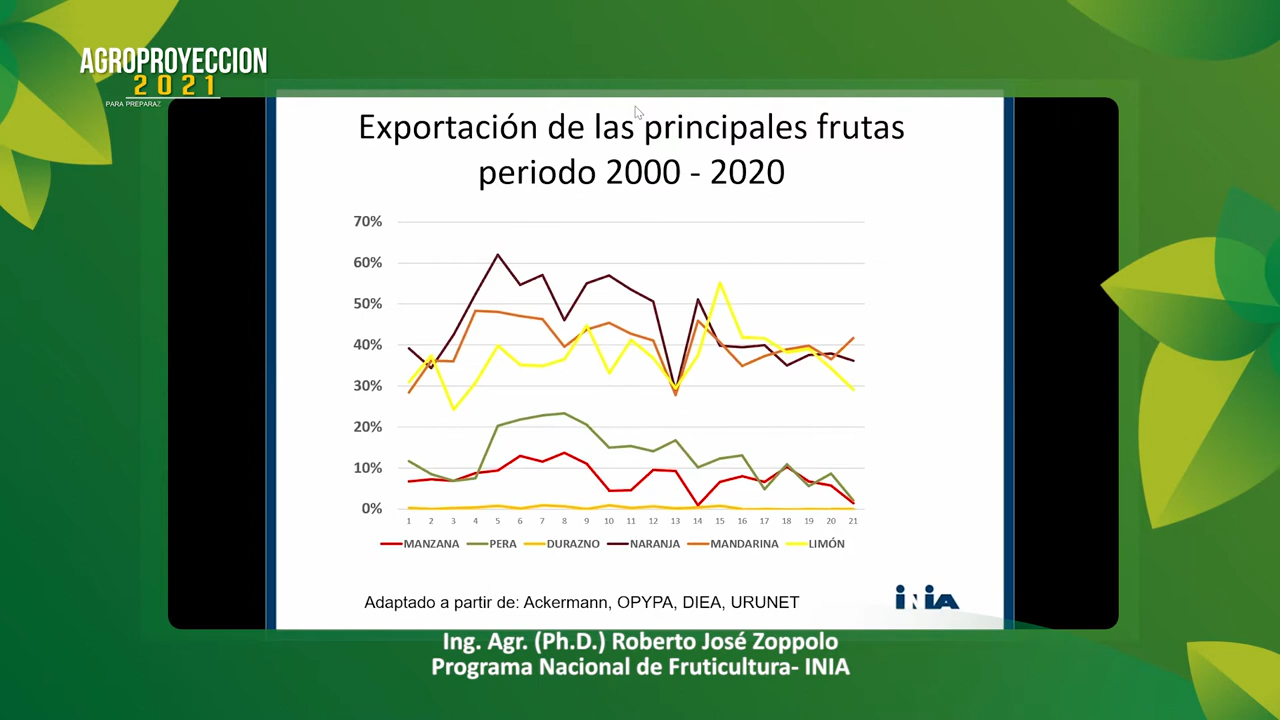 AGROPROYECCION
2021
PARA PREPARAZ
Exportación de las principales frutas
periodo 2000 - 2020
70%
60%
50%
40%
30%
20%
10%
0%
1 2 3 4 5 6 7 8 9 10 11 12 13 14 15 16 17 18 19 20 21
MANZANA PERA DURAZNO NARANJA MANDARINA LIMÓN
Adaptado a partir de: Ackermann, OPYPA, DIEA, URUNET
INIA
Ing. Agr. (Ph.D.) Roberto José Zoppolo
Programa Nacional de Fruticultura- INIA